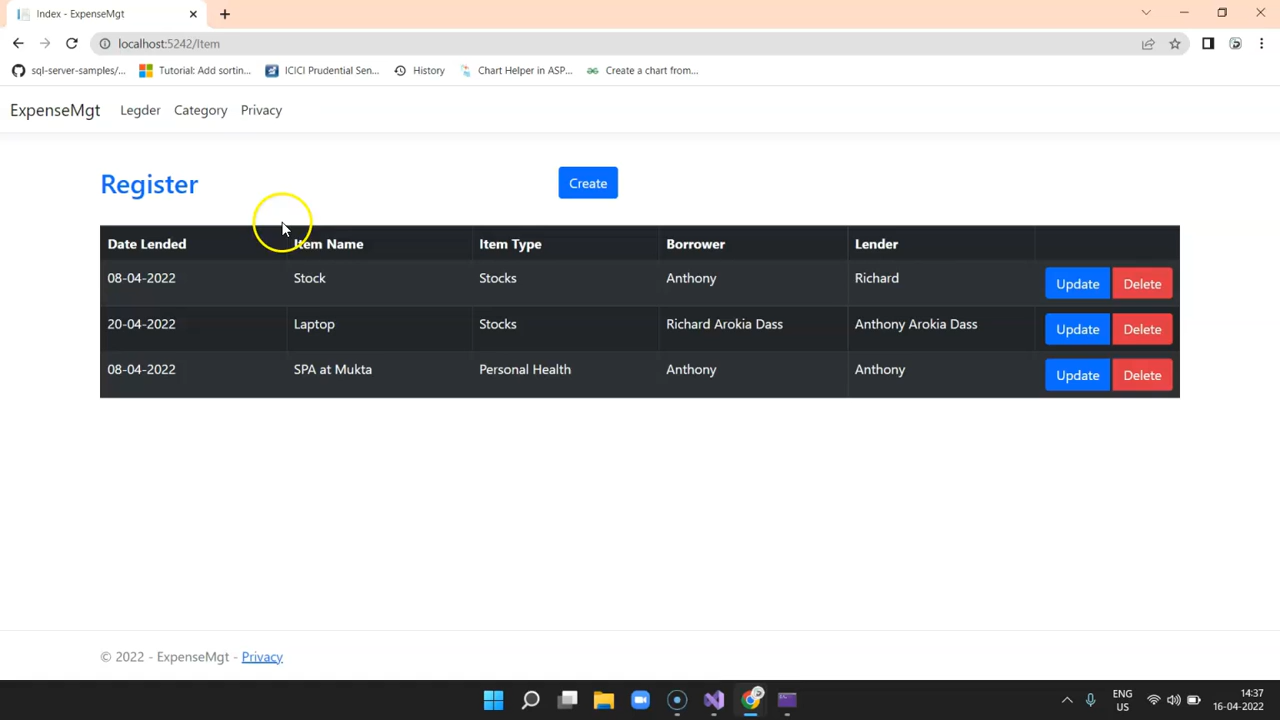 Index - ExpenseMgt
localhost:5242/Item
sql-server-samples/... Tutorial: Add sortin... ICICI Prudential Sen... History Chart Helper in ASP... Create a chart from...
ExpenseMgt Legder Category Privacy
Register Create
Date Lended Item Name Item Type Borrower Lender
08-04-2022 Stock Stocks Anthony Richard Update Delete
20-04-2022 Laptop Stocks Richard Arokia Dass Anthony Arokia Dass Update Delete
08-04-2022 SPA at Mukta Personal Health Anthony Anthony Update Delete
© 2022 - ExpenseMgt - Privacy
ENG 14:37
US 16-04-2022